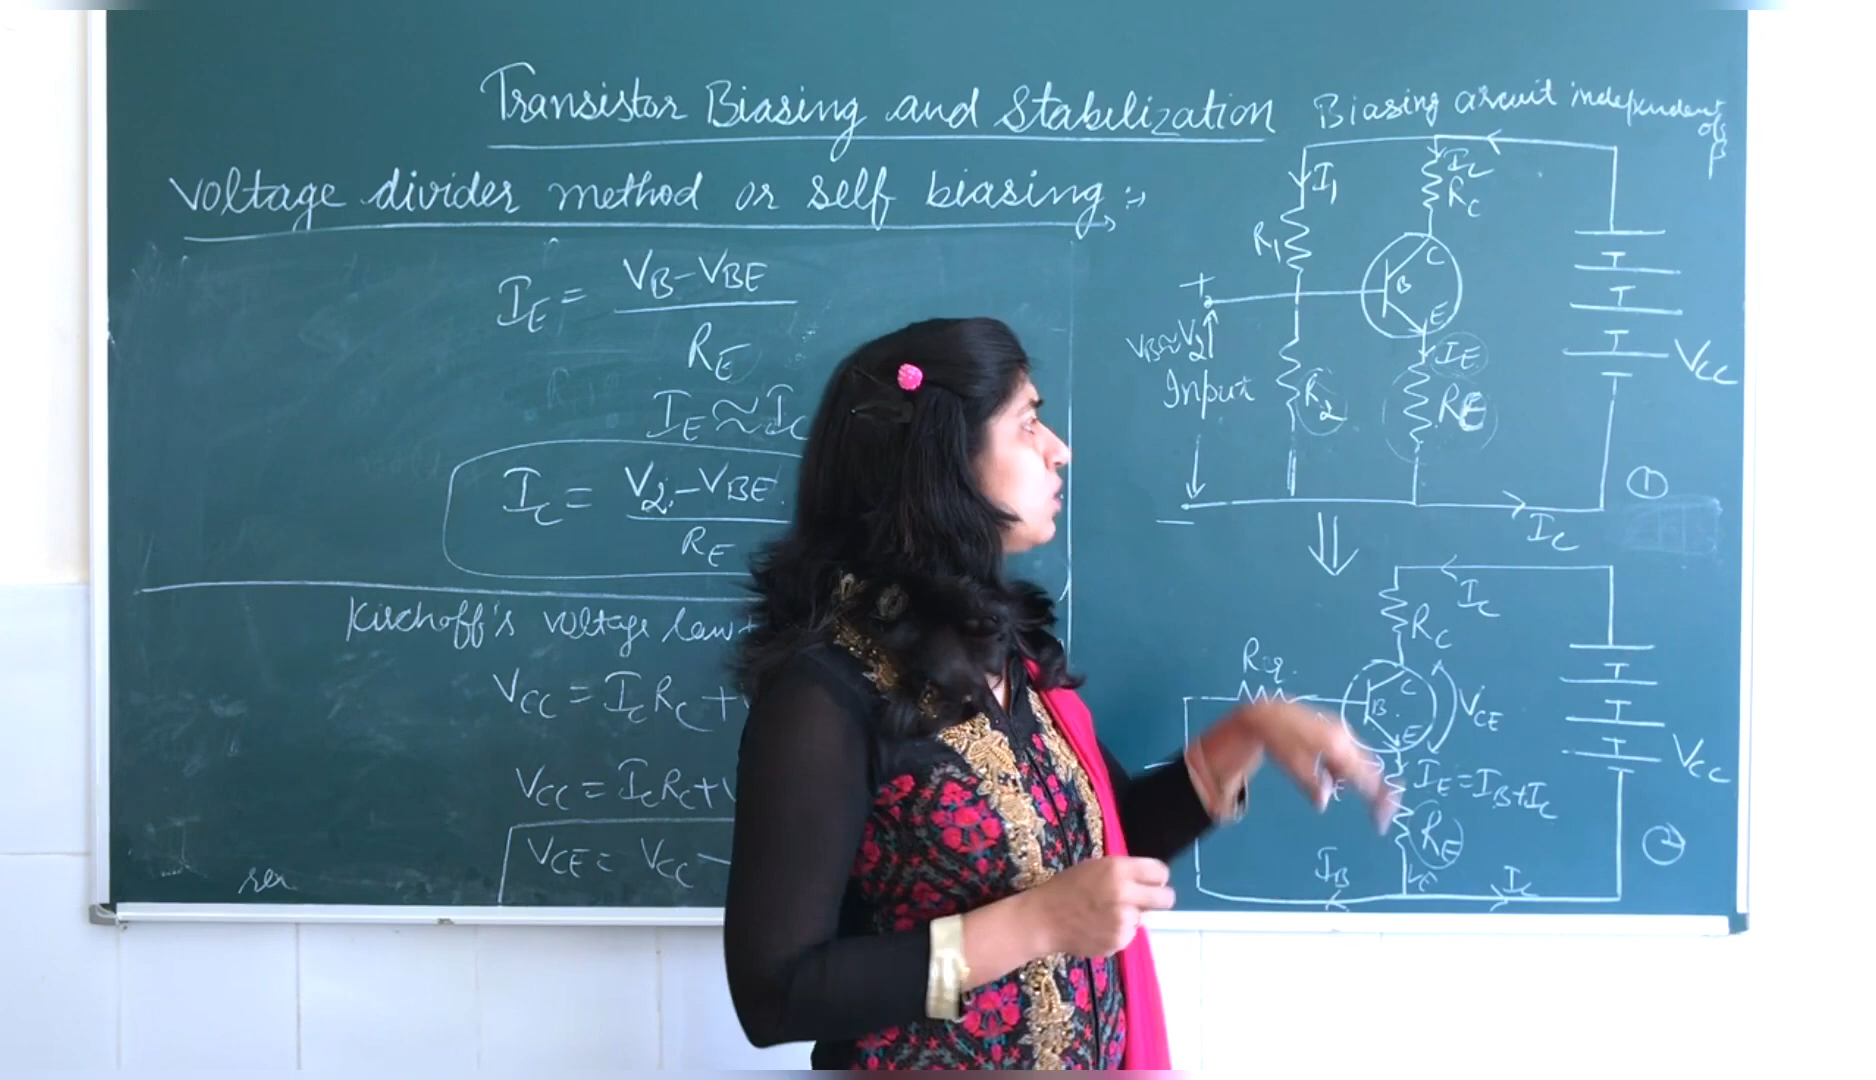 Transistor Biasing and Stabilization
Biasing circuit independent
of
β
Voltage divider method or self biasing :-
I_E = V_B - V_BE
R_E
I_E ≈ I_C
I_C = V_2 - V_BE
R_E
Kirchoff's voltage law
V_CC = I_C R_C +
V_CC = I_C R_C +
V_CE = V_CC -
I_1
I_C
R_C
R_1
C
B
E
+
V_B ≈ V_2
Input
R_2
I_E
R_E
V_CC
1
-
I_C
I_C
R_C
Req.
C
B
E
V_CE
I_E = I_B + I_C
V_CC
R_E
2
I_B
I_C